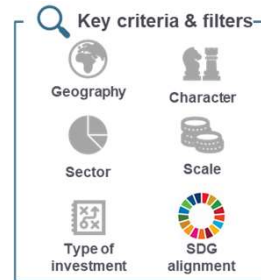 Key criteria & filters
Geography
Character
Sector
Scale
Type of
investment
SDG
alignment